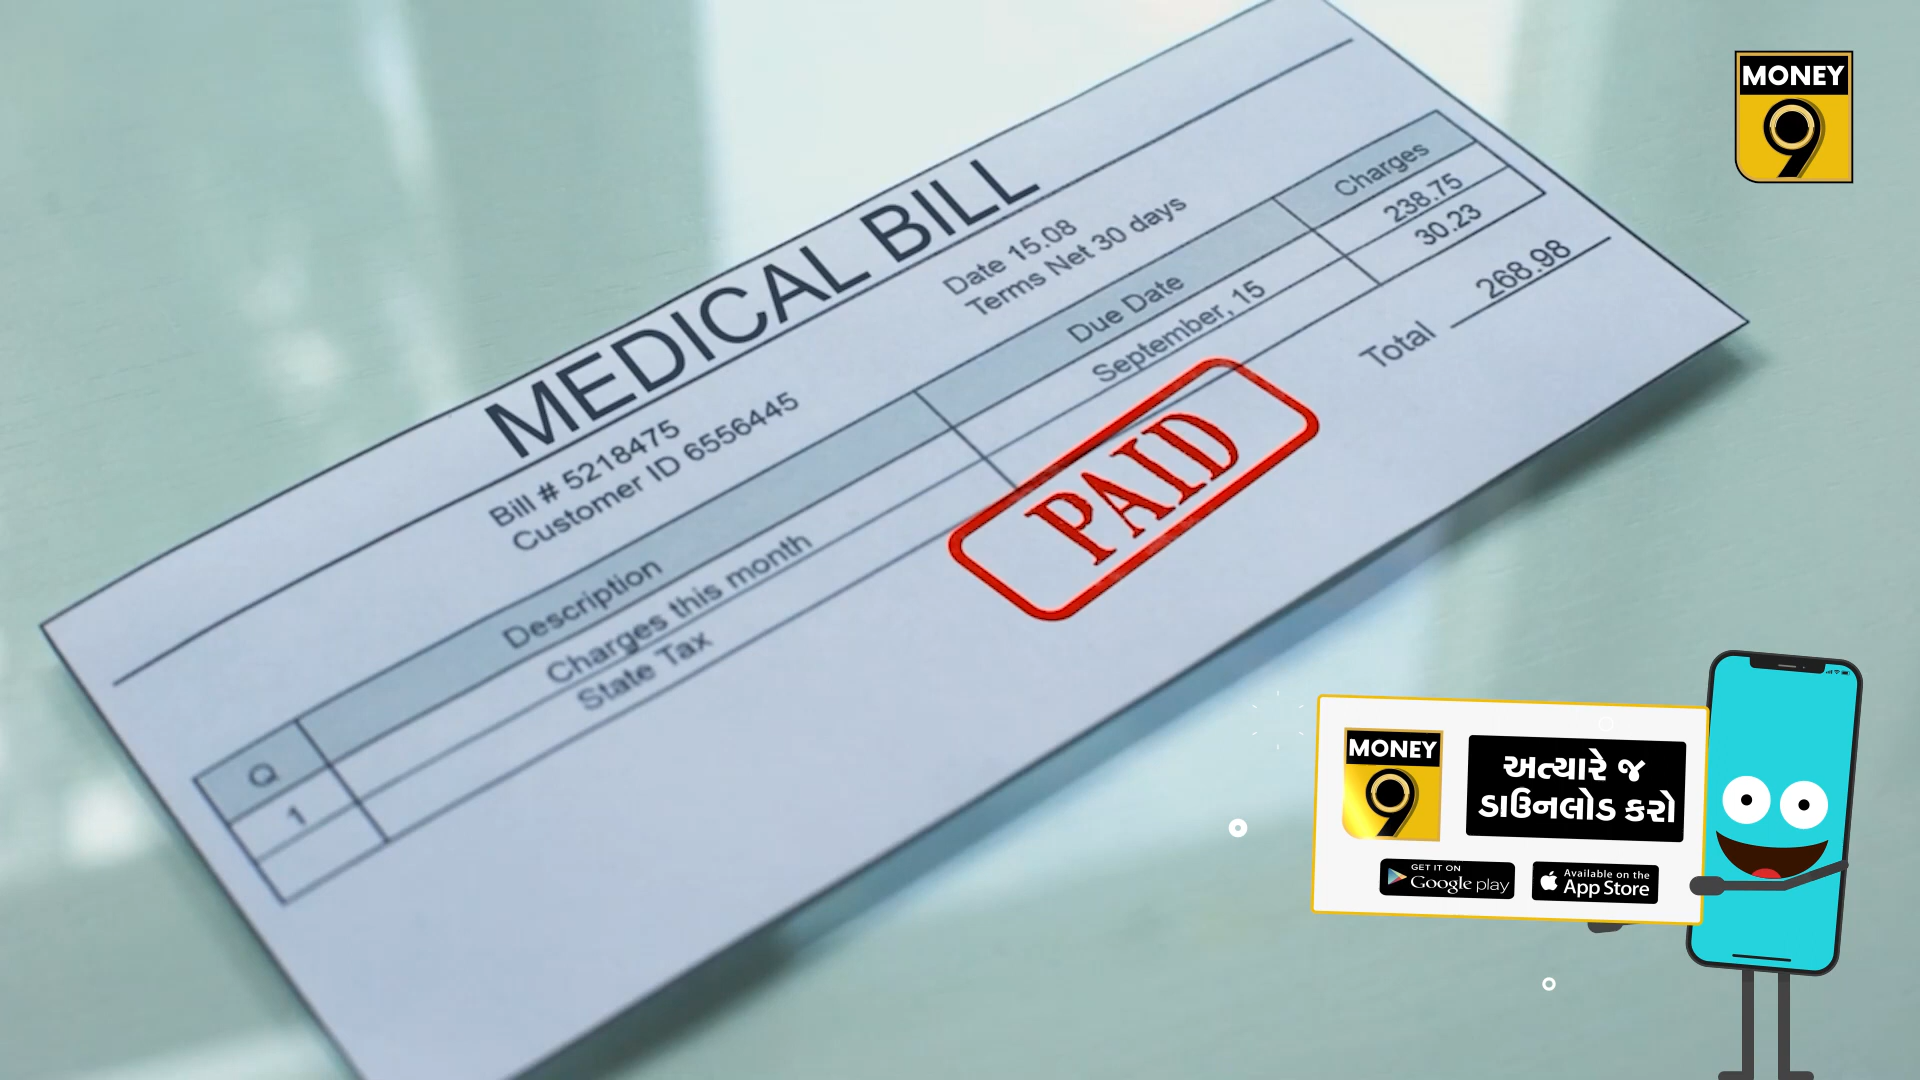 MONEY
9
MEDICAL BILL
Bill # 5218475
Customer ID 6556445
Date 15.08
Terms Net 30 days
Q Description Due Date Charges
1 Charges this month September, 15 238.75
State Tax 30.23
Total 268.98
PAID
MONEY
9
અત્યારે જ
ડાઉનલોડ કરો
GET IT ON
Google play
Available on the
App Store